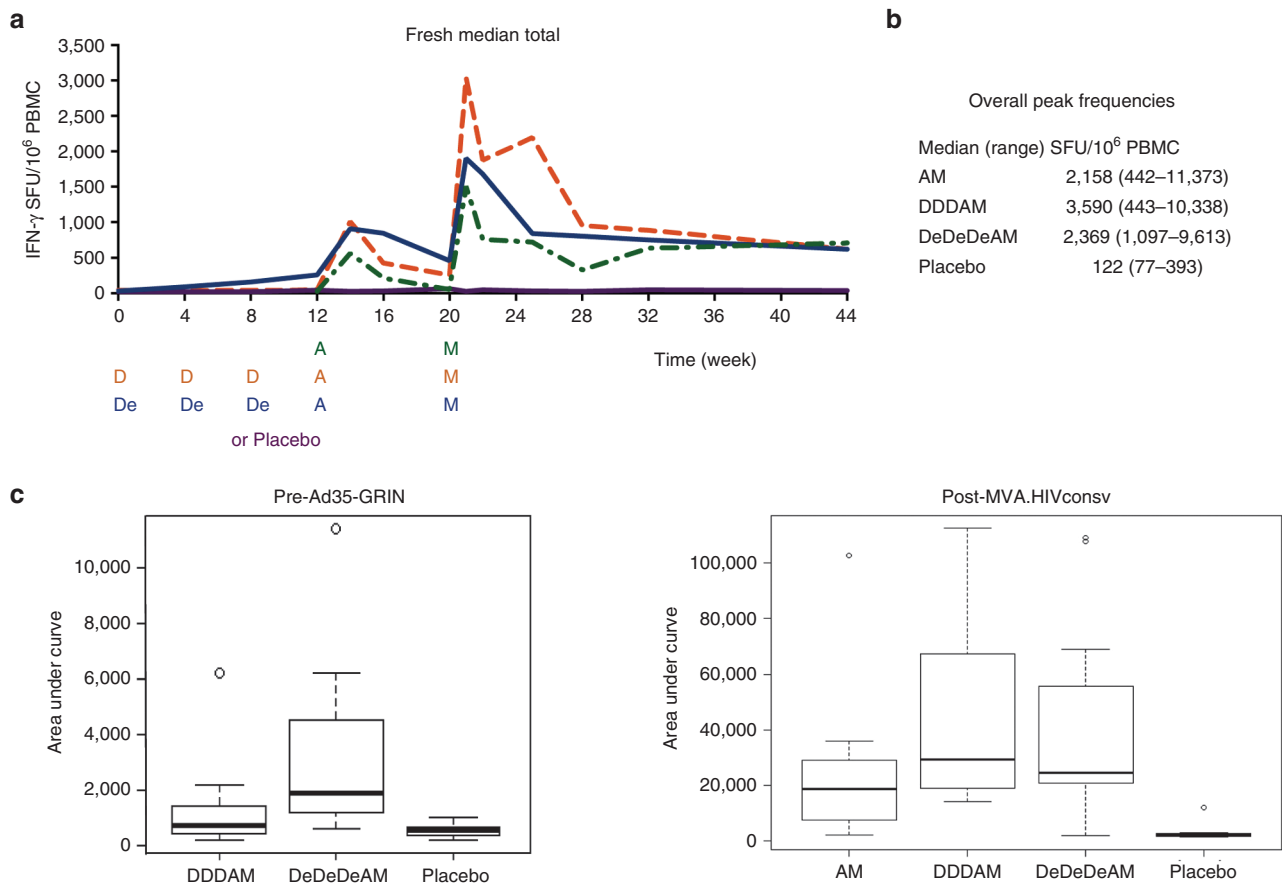 a
Fresh median total
IFN-γ SFU/10⁶ PBMC
3,500
3,000
2,500
2,000
1,500
1,000
500
0
0 4 8 12 16 20 24 28 32 36 40 44
Time (week)
A M
D D D A M
De De De A M
or Placebo
b
Overall peak frequencies
Median (range) SFU/10⁶ PBMC
AM 2,158 (442–11,373)
DDDAM 3,590 (443–10,338)
DeDeDeAM 2,369 (1,097–9,613)
Placebo 122 (77–393)
c
Pre-Ad35-GRIN
Area under curve
10,000
8,000
6,000
4,000
2,000
0
DDDAM DeDeDeAM Placebo
Post-MVA.HIVconsv
Area under curve
100,000
80,000
60,000
40,000
20,000
0
AM DDDAM DeDeDeAM Placebo